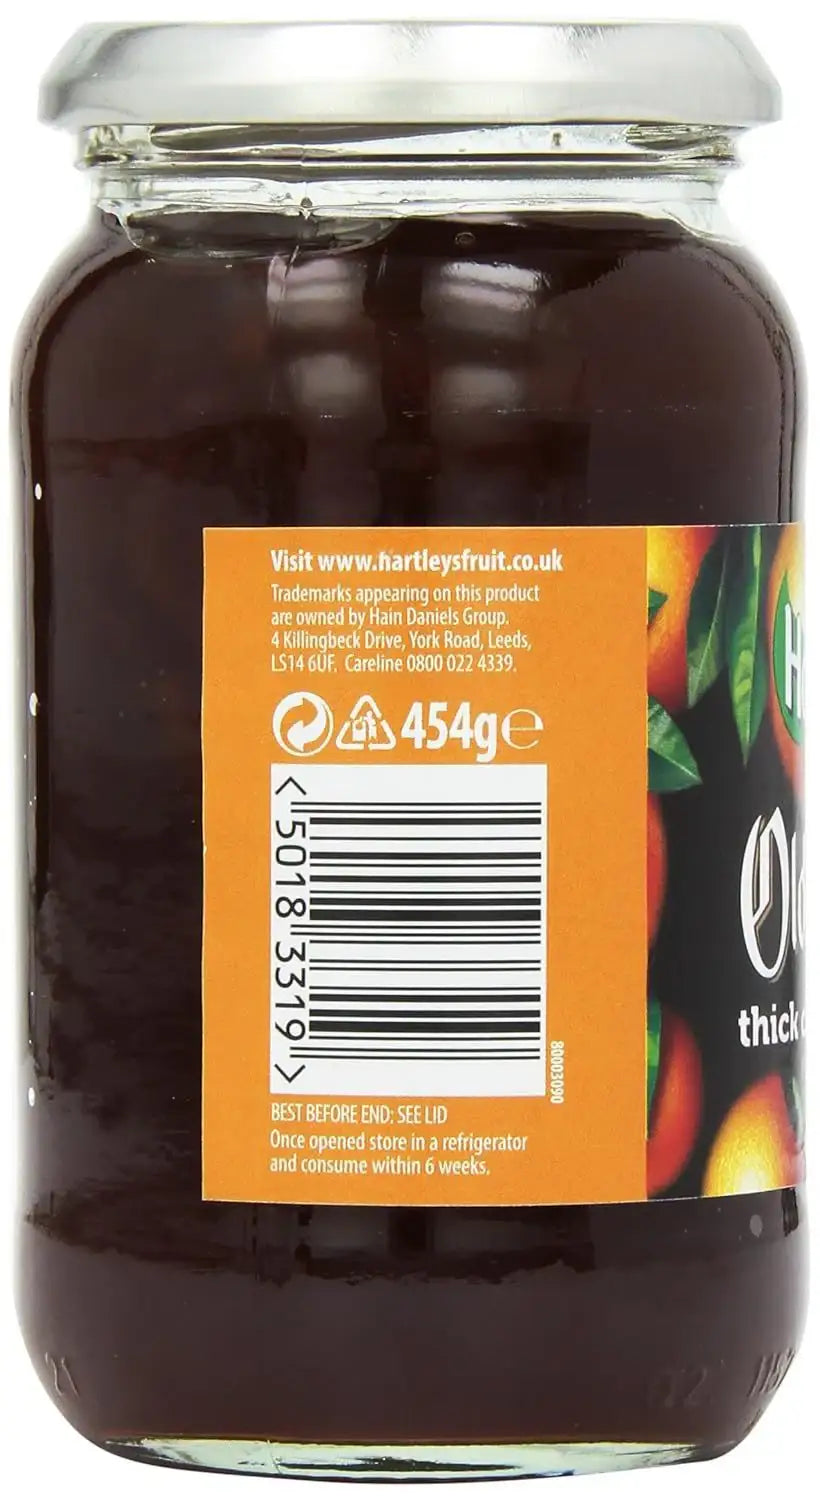 Visit www.hartleysfruit.co.uk
Trademarks appearing on this product
are owned by Hain Daniels Group.
4 Killingbeck Drive, York Road, Leeds,
LS14 6UF. Careline 0800 022 4339.
454g℮
<5018 3319>
80003090
BEST BEFORE END: SEE LID
Once opened store in a refrigerator
and consume within 6 weeks.
thick